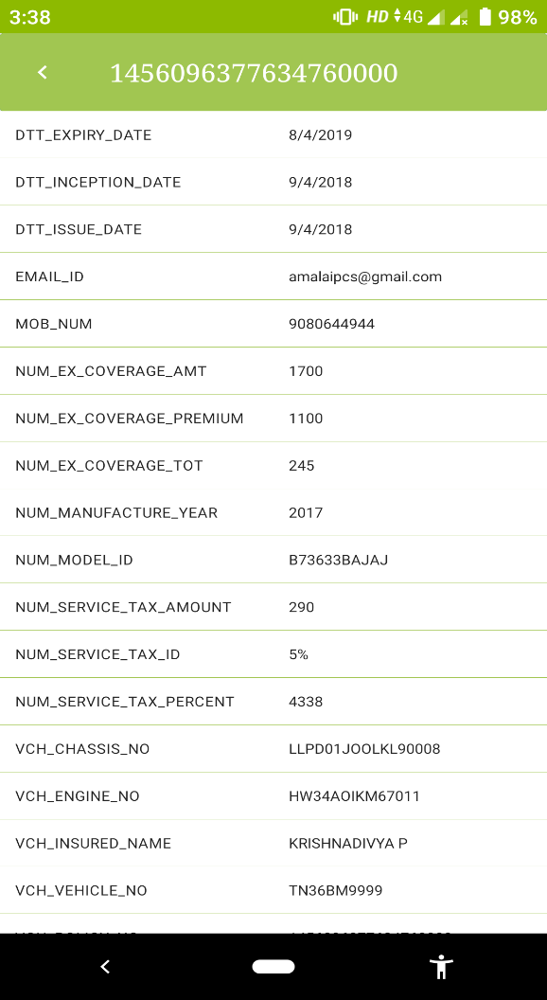 3:38 HD 4G 98%
1456096377634760000
DTT_EXPIRY_DATE 8/4/2019
DTT_INCEPTION_DATE 9/4/2018
DTT_ISSUE_DATE 9/4/2018
EMAIL_ID amalaipcs@gmail.com
MOB_NUM 9080644944
NUM_EX_COVERAGE_AMT 1700
NUM_EX_COVERAGE_PREMIUM 1100
NUM_EX_COVERAGE_TOT 245
NUM_MANUFACTURE_YEAR 2017
NUM_MODEL_ID B73633BAJAJ
NUM_SERVICE_TAX_AMOUNT 290
NUM_SERVICE_TAX_ID 5%
NUM_SERVICE_TAX_PERCENT 4338
VCH_CHASSIS_NO LLPD01JOOLKL90008
VCH_ENGINE_NO HW34AOIKM67011
VCH_INSURED_NAME KRISHNADIVYA P
VCH_VEHICLE_NO TN36BM9999